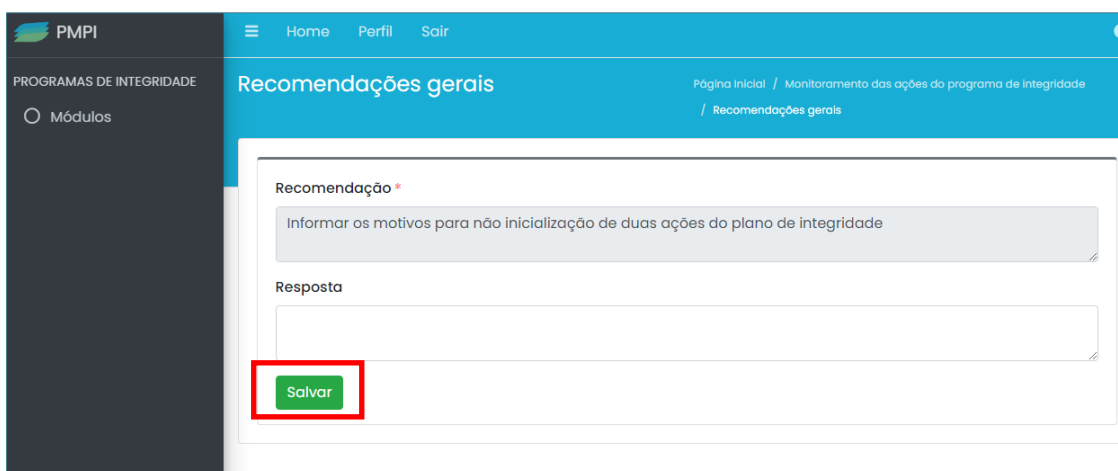 PMPI
Home Perfil Sair
PROGRAMAS DE INTEGRIDADE
Módulos
Recomendações gerais
Página Inicial / Monitoramento das ações do programa de integridade
/ Recomendações gerais
Recomendação *
Informar os motivos para não inicialização de duas ações do plano de integridade
Resposta
Salvar